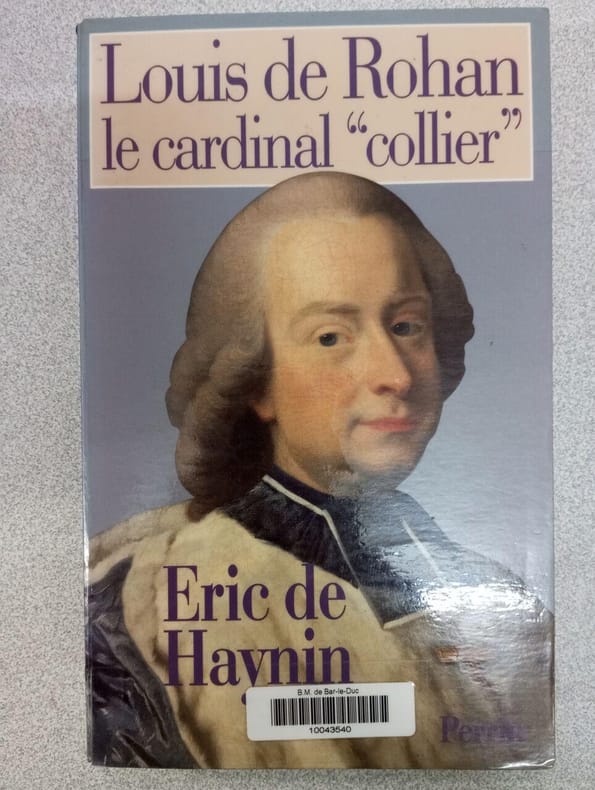 Louis de Rohan
le cardinal “collier”
Eric de
Haynin
B.M. de Bar-le-Duc
10043540
Perrin